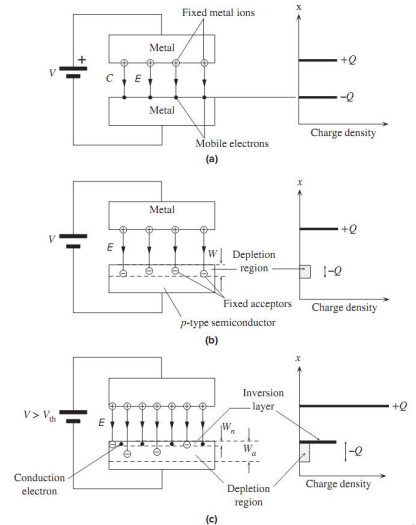 Fixed metal ions
x
+
Metal
+Q
V
C E
−Q
Metal
Charge density
Mobile electrons
(a)
x
Metal
+Q
V
E
W
Depletion
region
−Q
Fixed acceptors
Charge density
p-type semiconductor
(b)
x
Inversion
layer
+Q
V > Vth
E
Wn
Wa
−Q
Conduction
electron
Depletion
region
Charge density
(c)